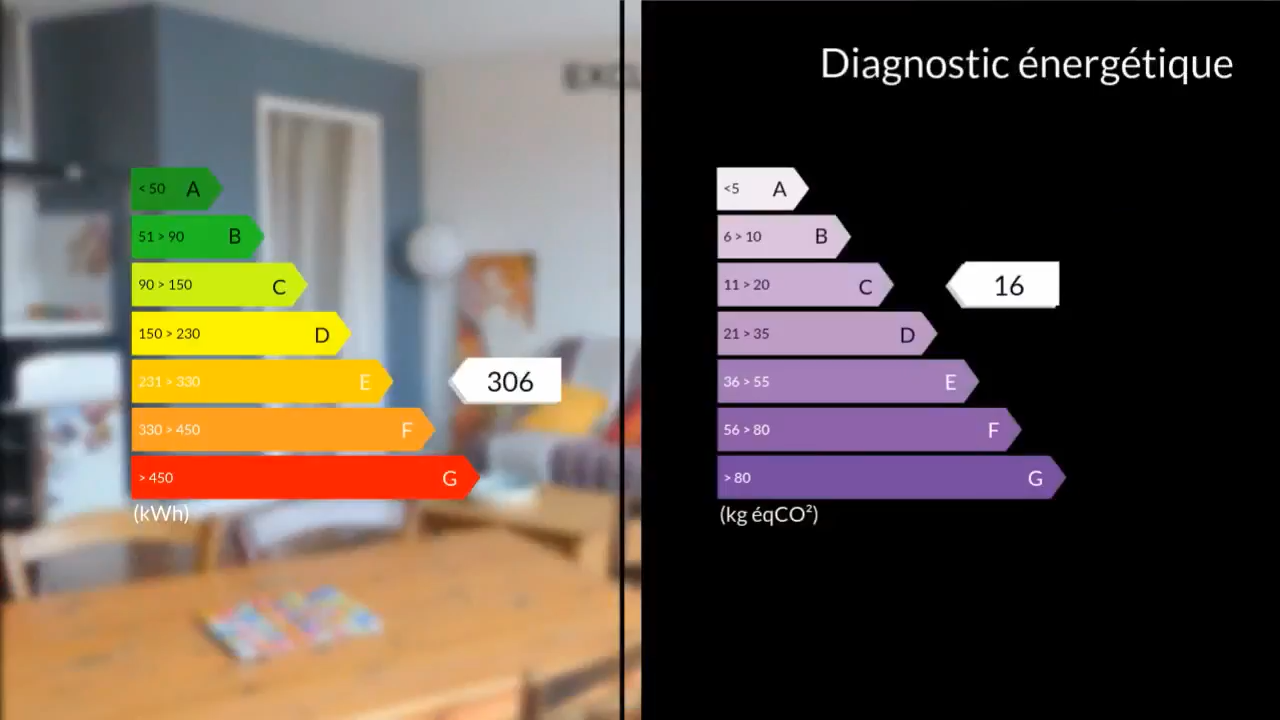 Diagnostic énergétique
< 50 A
51 > 90 B
90 > 150 C
150 > 230 D
231 > 330 E
306
330 > 450 F
> 450 G
(kWh)
<5 A
6 > 10 B
11 > 20 C
16
21 > 35 D
36 > 55 E
56 > 80 F
> 80 G
(kg éqCO²)